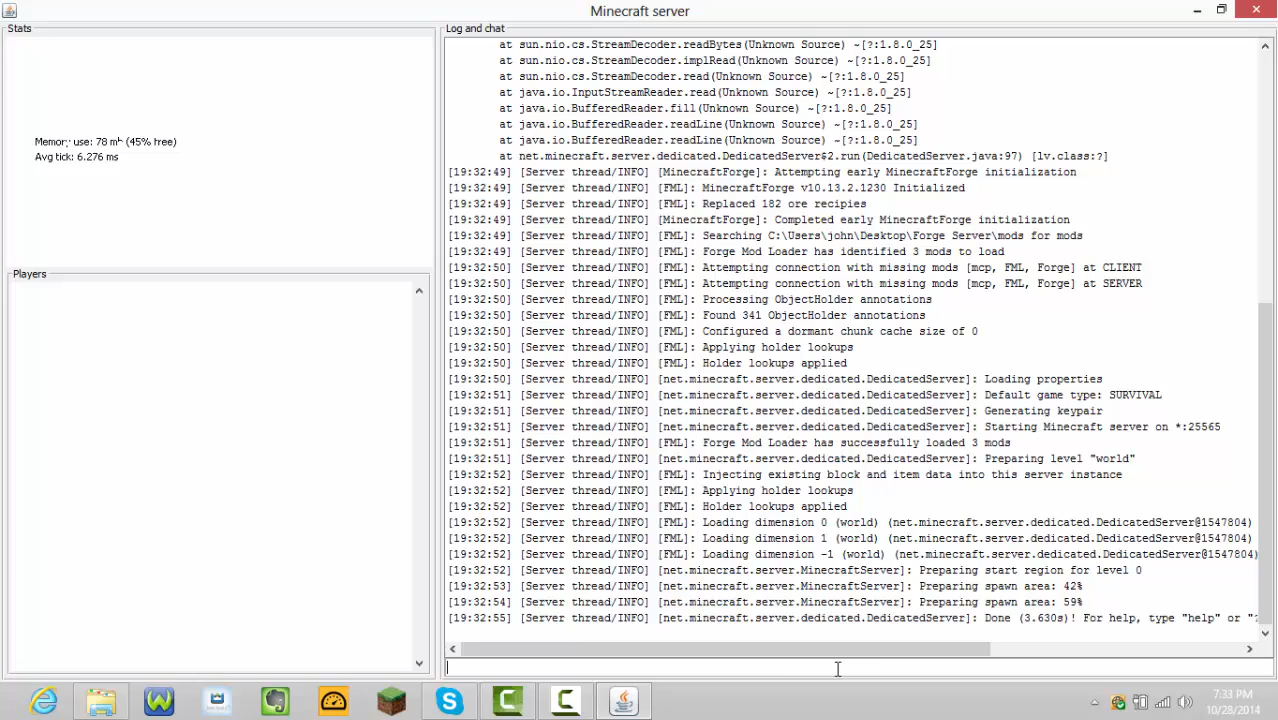 Minecraft server
Stats
Memory use: 78 mb (45% free)
Avg tick: 6.276 ms
Players
Log and chat
at sun.nio.cs.StreamDecoder.readBytes(Unknown Source) ~[?:1.8.0_25]
at sun.nio.cs.StreamDecoder.implRead(Unknown Source) ~[?:1.8.0_25]
at sun.nio.cs.StreamDecoder.read(Unknown Source) ~[?:1.8.0_25]
at java.io.InputStreamReader.read(Unknown Source) ~[?:1.8.0_25]
at java.io.BufferedReader.fill(Unknown Source) ~[?:1.8.0_25]
at java.io.BufferedReader.readLine(Unknown Source) ~[?:1.8.0_25]
at java.io.BufferedReader.readLine(Unknown Source) ~[?:1.8.0_25]
at net.minecraft.server.dedicated.DedicatedServer$2.run(DedicatedServer.java:97) [lv.class:?]
[19:32:49] [Server thread/INFO] [MinecraftForge]: Attempting early MinecraftForge initialization
[19:32:49] [Server thread/INFO] [FML]: MinecraftForge v10.13.2.1230 Initialized
[19:32:49] [Server thread/INFO] [FML]: Replaced 182 ore recipies
[19:32:49] [Server thread/INFO] [MinecraftForge]: Completed early MinecraftForge initialization
[19:32:49] [Server thread/INFO] [FML]: Searching C:\Users\john\Desktop\Forge Server\mods for mods
[19:32:49] [Server thread/INFO] [FML]: Forge Mod Loader has identified 3 mods to load
[19:32:50] [Server thread/INFO] [FML]: Attempting connection with missing mods [mcp, FML, Forge] at CLIENT
[19:32:50] [Server thread/INFO] [FML]: Attempting connection with missing mods [mcp, FML, Forge] at SERVER
[19:32:50] [Server thread/INFO] [FML]: Processing ObjectHolder annotations
[19:32:50] [Server thread/INFO] [FML]: Found 341 ObjectHolder annotations
[19:32:50] [Server thread/INFO] [FML]: Configured a dormant chunk cache size of 0
[19:32:50] [Server thread/INFO] [FML]: Applying holder lookups
[19:32:50] [Server thread/INFO] [FML]: Holder lookups applied
[19:32:50] [Server thread/INFO] [net.minecraft.server.dedicated.DedicatedServer]: Loading properties
[19:32:51] [Server thread/INFO] [net.minecraft.server.dedicated.DedicatedServer]: Default game type: SURVIVAL
[19:32:51] [Server thread/INFO] [net.minecraft.server.dedicated.DedicatedServer]: Generating keypair
[19:32:51] [Server thread/INFO] [net.minecraft.server.dedicated.DedicatedServer]: Starting Minecraft server on *:25565
[19:32:51] [Server thread/INFO] [FML]: Forge Mod Loader has successfully loaded 3 mods
[19:32:51] [Server thread/INFO] [net.minecraft.server.dedicated.DedicatedServer]: Preparing level "world"
[19:32:52] [Server thread/INFO] [FML]: Injecting existing block and item data into this server instance
[19:32:52] [Server thread/INFO] [FML]: Applying holder lookups
[19:32:52] [Server thread/INFO] [FML]: Holder lookups applied
[19:32:52] [Server thread/INFO] [FML]: Loading dimension 0 (world) (net.minecraft.server.dedicated.DedicatedServer@1547804)
[19:32:52] [Server thread/INFO] [FML]: Loading dimension 1 (world) (net.minecraft.server.dedicated.DedicatedServer@1547804)
[19:32:52] [Server thread/INFO] [FML]: Loading dimension -1 (world) (net.minecraft.server.dedicated.DedicatedServer@1547804)
[19:32:52] [Server thread/INFO] [net.minecraft.server.MinecraftServer]: Preparing start region for level 0
[19:32:53] [Server thread/INFO] [net.minecraft.server.MinecraftServer]: Preparing spawn area: 42%
[19:32:54] [Server thread/INFO] [net.minecraft.server.MinecraftServer]: Preparing spawn area: 59%
[19:32:55] [Server thread/INFO] [net.minecraft.server.dedicated.DedicatedServer]: Done (3.630s)! For help, type "help" or "?
7:33 PM
10/28/2014